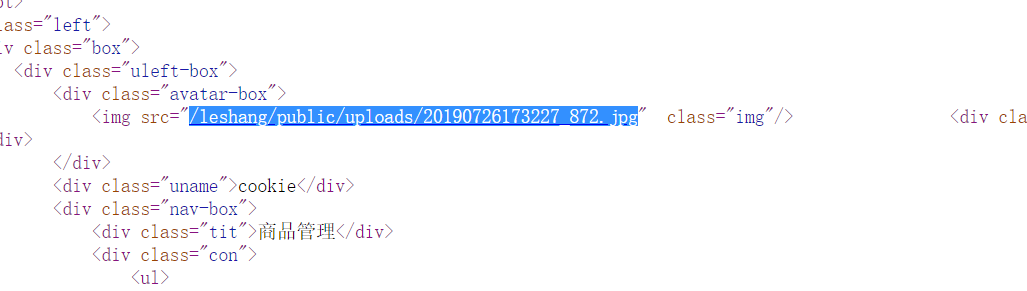 ot>
lass="left">
iv class="box">
<div class="uleft-box">
<div class="avatar-box">
<img src="/leshang/public/uploads/20190726173227_872.jpg" class="img"/> <div cla
div>
</div>
<div class="uname">cookie</div>
<div class="nav-box">
<div class="tit">商品管理</div>
<div class="con">
<ul>